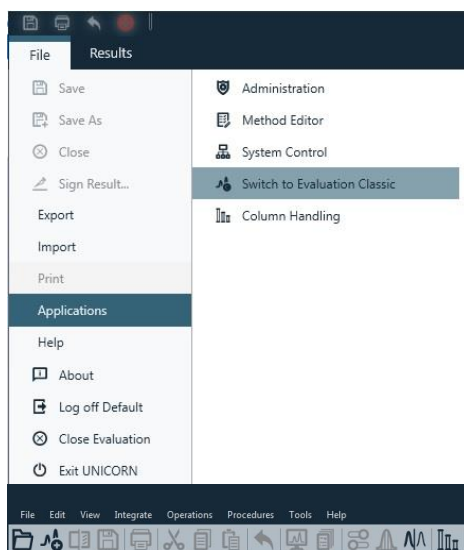 File Results
Save
Save As
Close
Sign Result...
Export
Import
Print
Applications
Help
About
Log off Default
Close Evaluation
Exit UNICORN
Administration
Method Editor
System Control
Switch to Evaluation Classic
Column Handling
File Edit View Integrate Operations Procedures Tools Help